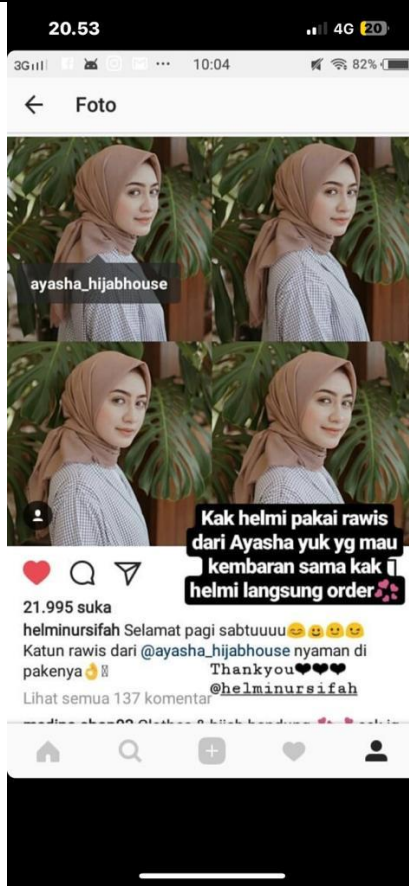 20.53
4G 20
3G 10:04 82%
Foto
ayasha_hijabhouse
Kak helmi pakai rawis
dari Ayasha yuk yg mau
kembaran sama kak
helmi langsung order💞
21.995 suka
helminursifah Selamat pagi sabtuuuu😊☺️🙂😉
Katun rawis dari @ayasha_hijabhouse nyaman di
pakenya👌
Thankyou❤❤❤
@helminursifah
Lihat semua 137 komentar